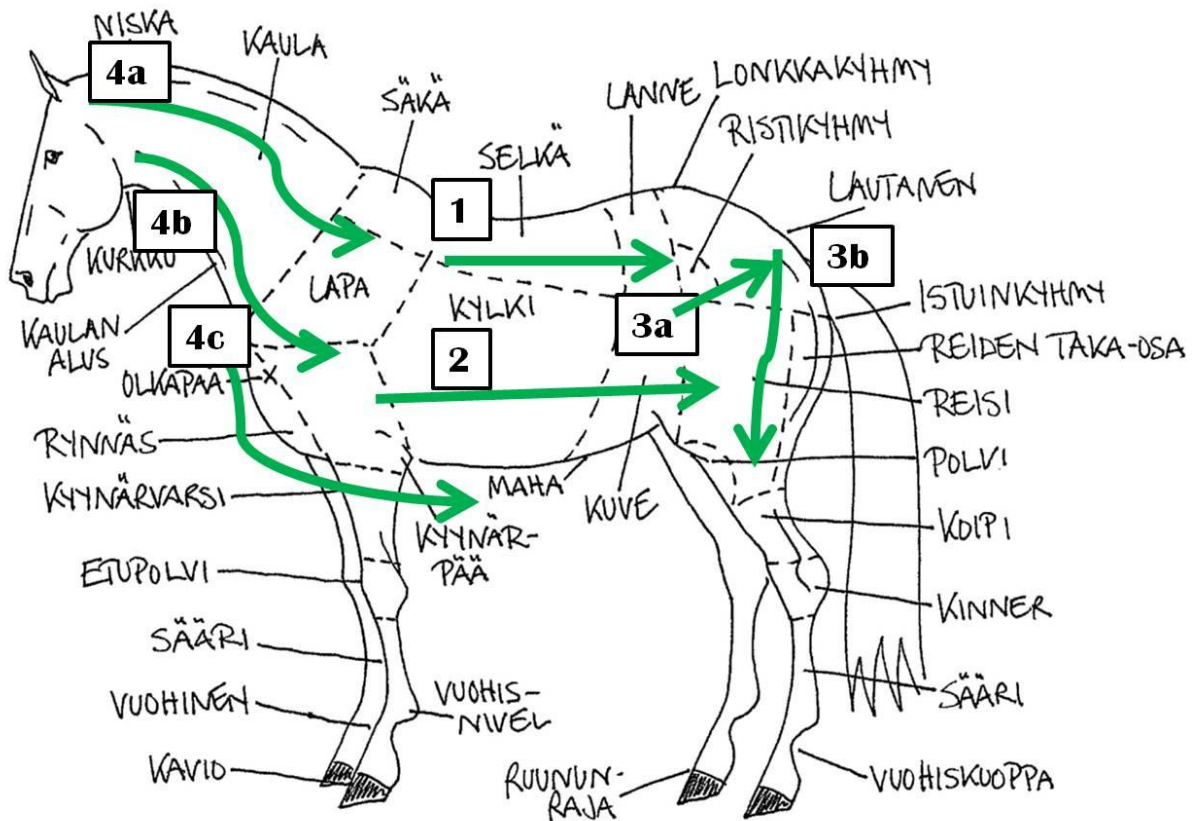 NISKA
4a
KAULA
SÄKÄ
LANNE
LONKKAKYHMY
RISTIKYHMY
SELKÄ
LAUTANEN
1
4b
3b
KURKKU
LAPA
KYLKI
3a
ISTUINKYHMY
KAULAN
ALUS
4c
2
REIDEN TAKA-OSA
OLKAPÄÄ
REISI
RYNNÄS
POLVI
KYYNÄRVARSI
MAHA
KUVE
KOIPI
KYYNÄR-
PÄÄ
ETUPOLVI
KINNER
SÄÄRI
SÄÄRI
VUOHINEN
VUOHIS-
NIVEL
KAVIO
RUUNUN-
RAJA
VUOHISKUOPPA